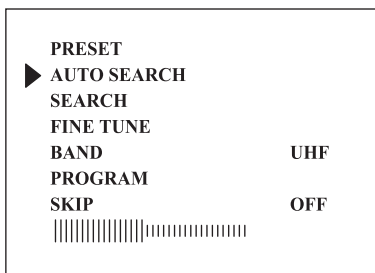 PRESET
AUTO SEARCH
SEARCH
FINE TUNE
BAND UHF
PROGRAM
SKIP OFF